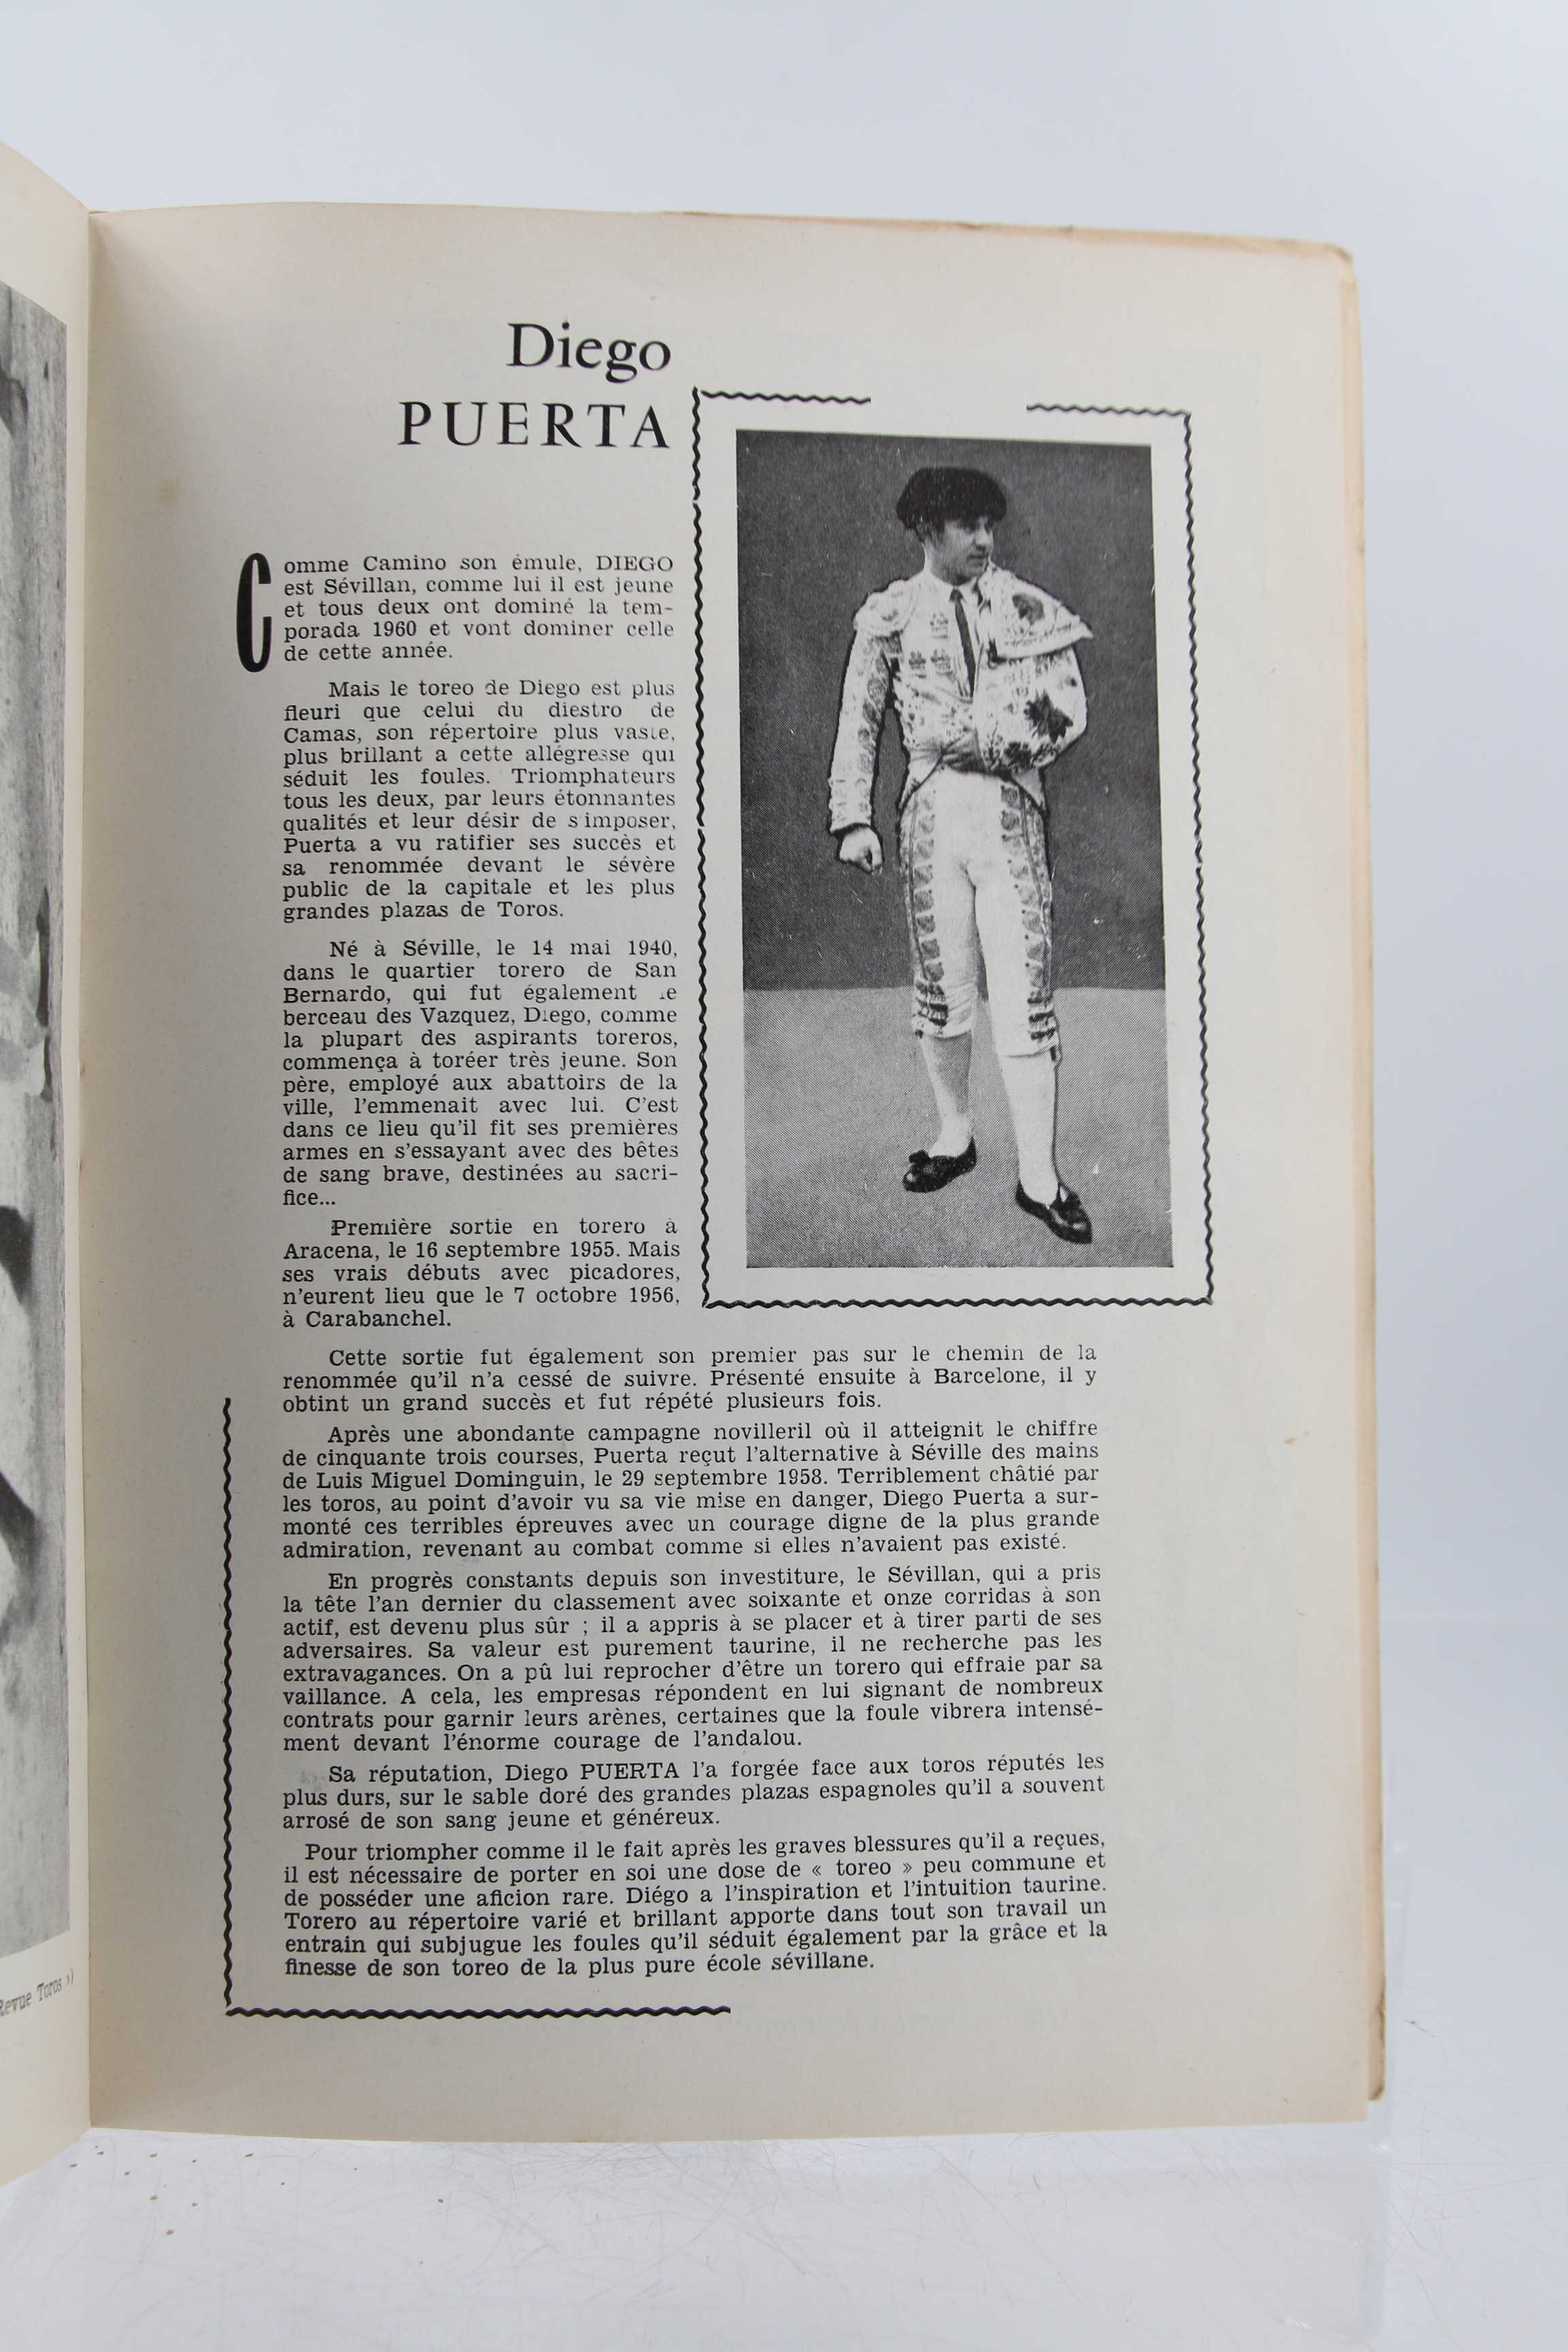 Diego
PUERTA
Comme Camino son émule, DIEGO
est Sévillan, comme lui il est jeune
et tous deux ont dominé la tem-
porada 1960 et vont dominer celle
de cette année.
Mais le toreo de Diego est plus
fleuri que celui du diestro de
Camas, son répertoire plus vaste,
plus brillant a cette allégresse qui
séduit les foules. Triomphateurs
tous les deux, par leurs étonnantes
qualités et leur désir de s'imposer,
Puerta a vu ratifier ses succès et
sa renommée devant le sévère
public de la capitale et les plus
grandes plazas de Toros.
Né à Séville, le 14 mai 1940,
dans le quartier torero de San
Bernardo, qui fut également le
berceau des Vazquez, Diego, comme
la plupart des aspirants toreros,
commença à toréer très jeune. Son
père, employé aux abattoirs de la
ville, l'emmenait avec lui. C'est
dans ce lieu qu'il fit ses premières
armes en s'essayant avec des bêtes
de sang brave, destinées au sacri-
fice...
Première sortie en torero à
Aracena, le 16 septembre 1955. Mais
ses vrais débuts avec picadores,
n'eurent lieu que le 7 octobre 1956,
à Carabanchel.
Cette sortie fut également son premier pas sur le chemin de la
renommée qu'il n'a cessé de suivre. Présenté ensuite à Barcelone, il y
obtint un grand succès et fut répété plusieurs fois.
Après une abondante campagne novilleril où il atteignit le chiffre
de cinquante trois courses, Puerta reçut l'alternative à Séville des mains
de Luis Miguel Dominguin, le 29 septembre 1958. Terriblement châtié par
les toros, au point d'avoir vu sa vie mise en danger, Diego Puerta a sur-
monté ces terribles épreuves avec un courage digne de la plus grande
admiration, revenant au combat comme si elles n'avaient pas existé.
En progrès constants depuis son investiture, le Sévillan, qui a pris
la tête l'an dernier du classement avec soixante et onze corridas à son
actif, est devenu plus sûr ; il a appris à se placer et à tirer parti de ses
adversaires. Sa valeur est purement taurine, il ne recherche pas les
extravagances. On a pû lui reprocher d'être un torero qui effraie par sa
vaillance. A cela, les empresas répondent en lui signant de nombreux
contrats pour garnir leurs arènes, certaines que la foule vibrera intensé-
ment devant l'énorme courage de l'andalou.
Sa réputation, Diego PUERTA l'a forgée face aux toros réputés les
plus durs, sur le sable doré des grandes plazas espagnoles qu'il a souvent
arrosé de son sang jeune et généreux.
Pour triompher comme il le fait après les graves blessures qu'il a reçues,
il est nécessaire de porter en soi une dose de « toreo » peu commune et
de posséder une aficion rare. Diégo a l'inspiration et l'intuition taurine.
Torero au répertoire varié et brillant apporte dans tout son travail un
entrain qui subjugue les foules qu'il séduit également par la grâce et la
finesse de son toreo de la plus pure école sévillane.
Revue Toros »)